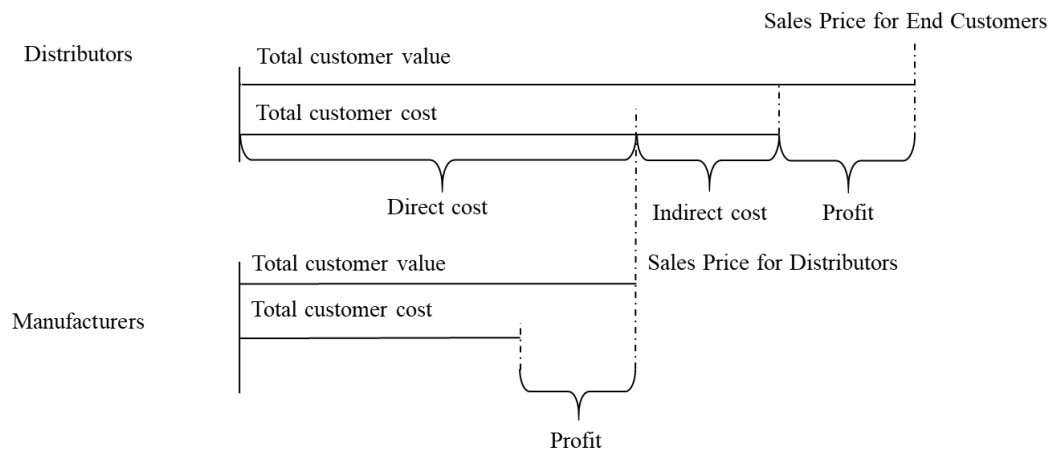 Sales Price for End Customers
Distributors
Total customer value
Total customer cost
Direct cost
Indirect cost
Profit
Total customer value
Sales Price for Distributors
Total customer cost
Manufacturers
Profit